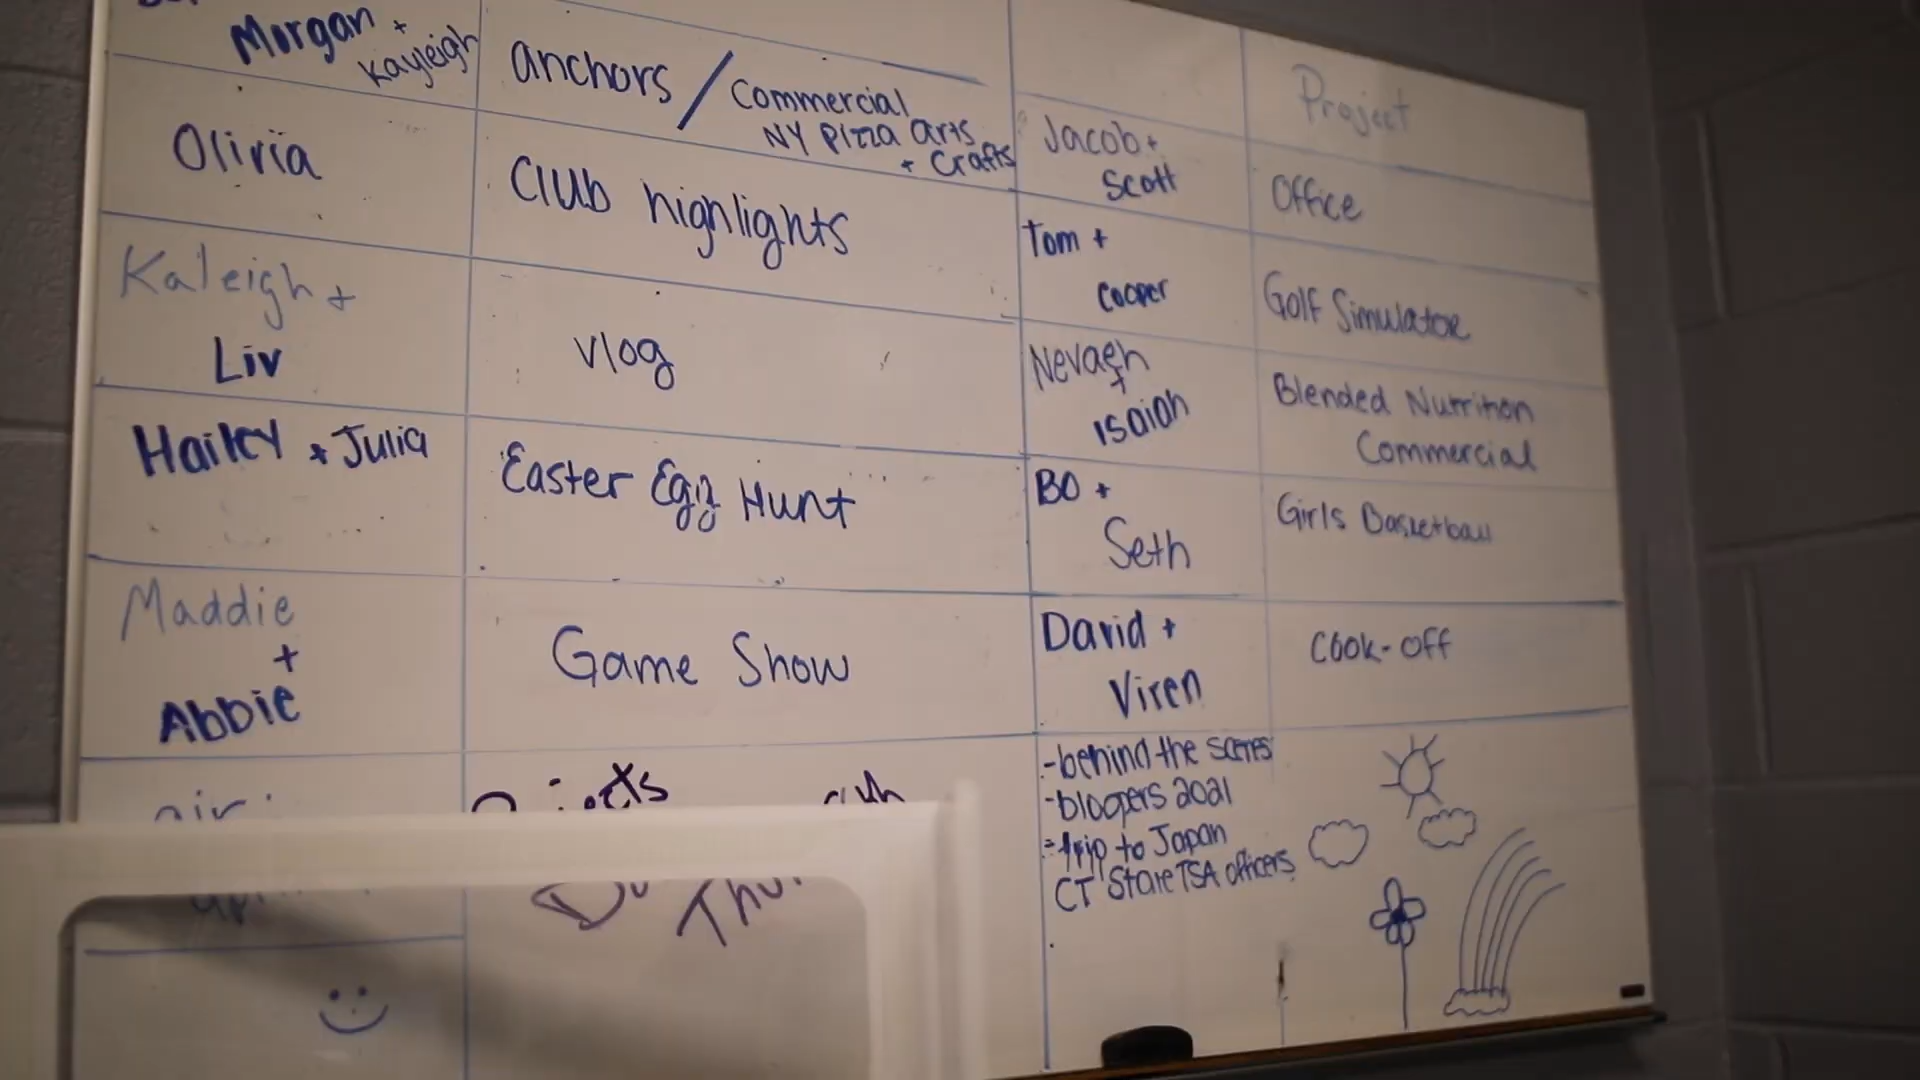 Morgan +
Kayleigh
anchors / Commercial
NY Pizza arts
+ Crafts
Olivia
Club highlights
Kaleigh +
Liv
Vlog
Hailey + Julia
Easter Egg Hunt
Maddie
+
Abbie
Game Show
Project
Jacob +
Scott
Office
Tom +
Cooper
Golf Simulator
Nevaeh
+
Isaiah
Blended Nutrition
Commercial
BO +
Seth
Girls Basketball
David +
Viren
Cook-Off
-behind the scenes
-bloopers 2021
-trip to Japan
CT State TSA officers